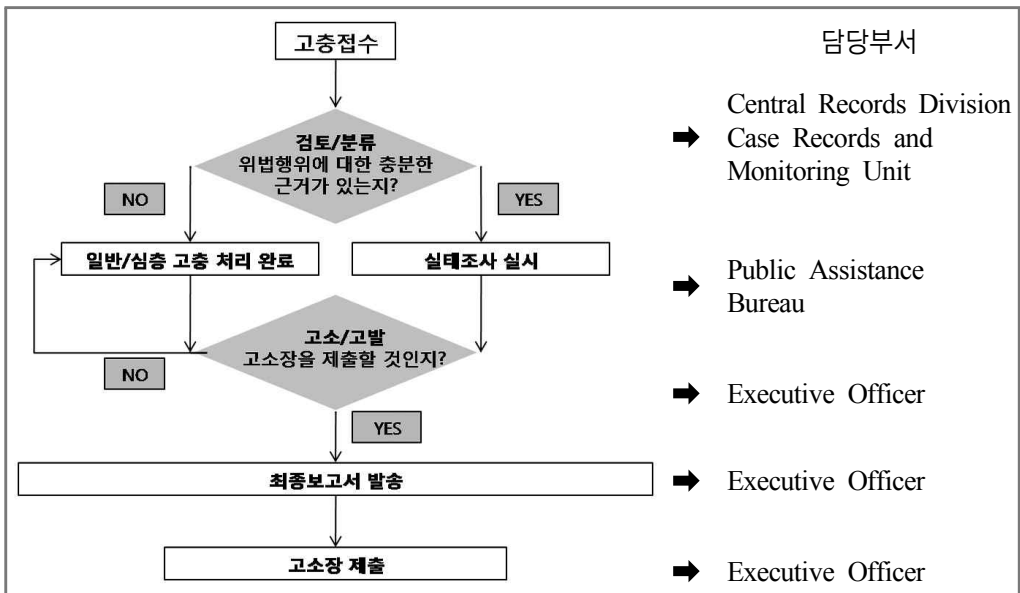 고충접수
담당부서
검토/분류
위법행위에 대한 충분한
근거가 있는지?
Central Records Division
Case Records and
Monitoring Unit
NO
YES
일반/심층 고충 처리 완료
실태조사 실시
Public Assistance
Bureau
고소/고발
고소장을 제출할 것인지?
NO
Executive Officer
YES
최종보고서 발송
Executive Officer
고소장 제출
Executive Officer